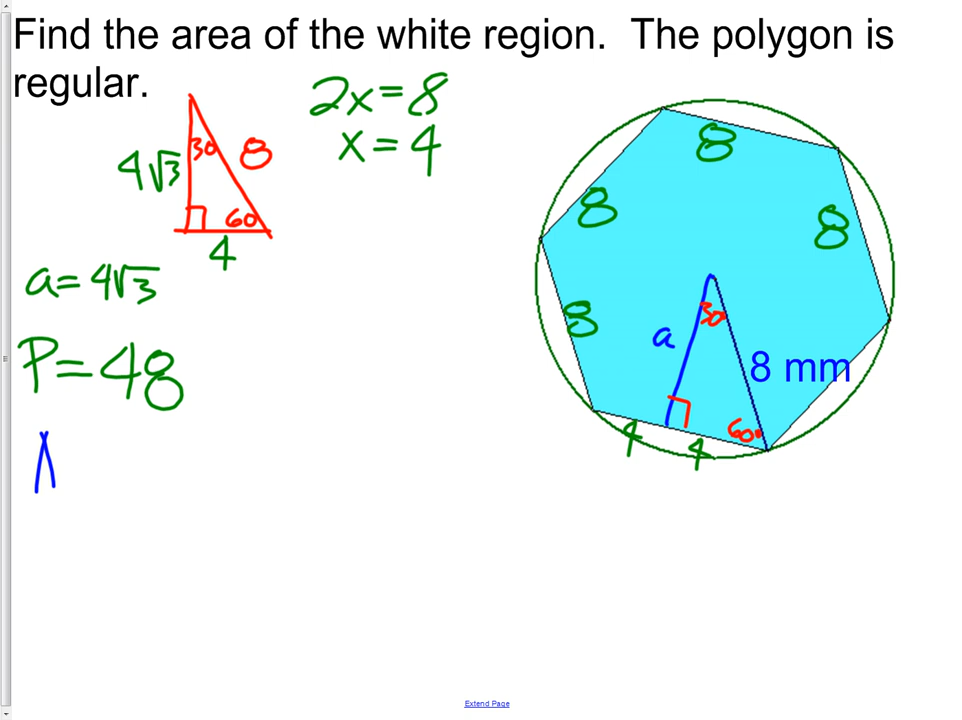 Find the area of the white region. The polygon is
regular.
2x = 8
x = 4
30
8
4√3
60
4
a = 4√3
P = 48
8
8
8
8
30
a
8 mm
60
4
4
Extend Page